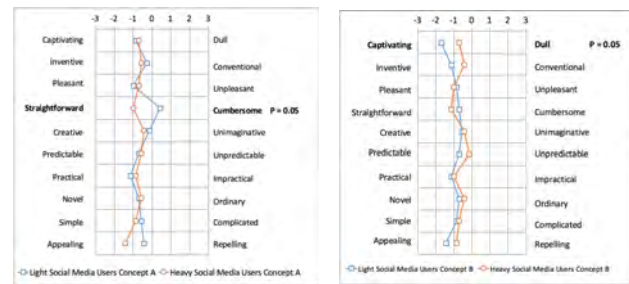 -3 -2 -1 0 1 2 3
Captivating Dull
Inventive Conventional
Pleasant Unpleasant
Straightforward Cumbersome P = 0.05
Creative Unimaginative
Predictable Unpredictable
Practical Impractical
Novel Ordinary
Simple Complicated
Appealing Repelling
Light Social Media Users Concept A Heavy Social Media Users Concept A
-3 -2 -1 0 1 2 3
Captivating Dull P = 0.05
Inventive Conventional
Pleasant Unpleasant
Straightforward Cumbersome
Creative Unimaginative
Predictable Unpredictable
Practical Impractical
Novel Ordinary
Simple Complicated
Appealing Repelling
Light Social Media Users Concept B Heavy Social Media Users Concept B